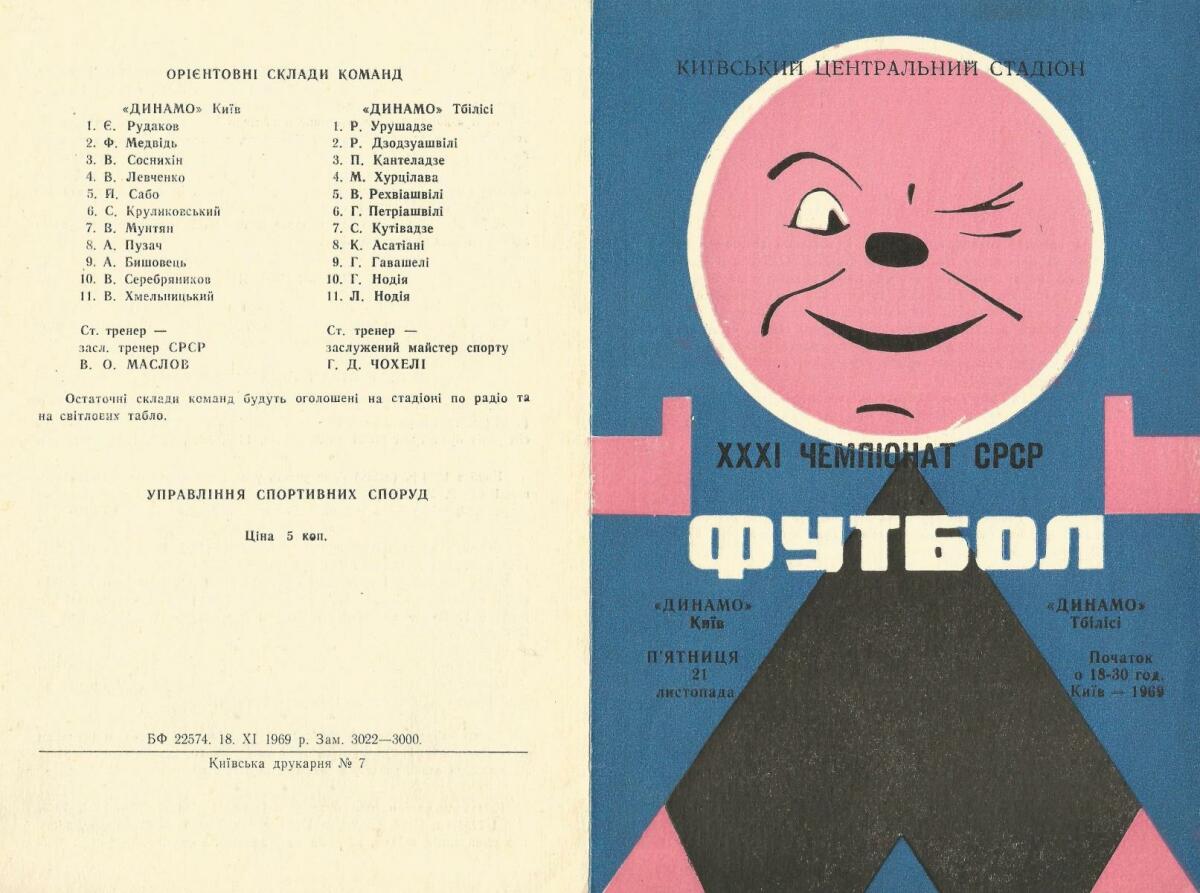 ОРІЄНТОВНІ СКЛАДИ КОМАНД
«ДИНАМО» Київ
1. Є. Рудаков
2. Ф. Медвідь
3. В. Соснихін
4. В. Левченко
5. Й. Сабо
6. С. Круликовський
7. В. Мунтян
8. А. Пузач
9. А. Бишовець
10. В. Серебряников
11. В. Хмельницький
Ст. тренер —
засл. тренер СРСР
В. О. МАСЛОВ
«ДИНАМО» Тбілісі
1. Р. Урушадзе
2. Р. Дзодзуашвілі
3. П. Кантеладзе
4. М. Хурцілава
5. В. Рехвіашвілі
6. Г. Петріашвілі
7. С. Кутівадзе
8. К. Асатіані
9. Г. Гавашелі
10. Г. Нодія
11. Л. Нодія
Ст. тренер —
заслужений майстер спорту
Г. Д. ЧОХЕЛІ
Остаточні склади команд будуть оголошені на стадіоні по радіо та
на світлових табло.
УПРАВЛІННЯ СПОРТИВНИХ СПОРУД
Ціна 5 коп.
БФ 22574. 18. XI 1969 р. Зам. 3022—3000.
Київська друкарня № 7
КИЇВСЬКИЙ ЦЕНТРАЛЬНИЙ СТАДІОН
XXXI ЧЕМПІОНАТ СРСР
ФУТБОЛ
«ДИНАМО»
Київ
П'ЯТНИЦЯ
21
листопада
«ДИНАМО»
Тбілісі
Початок
о 18-30 год.
Київ — 1969